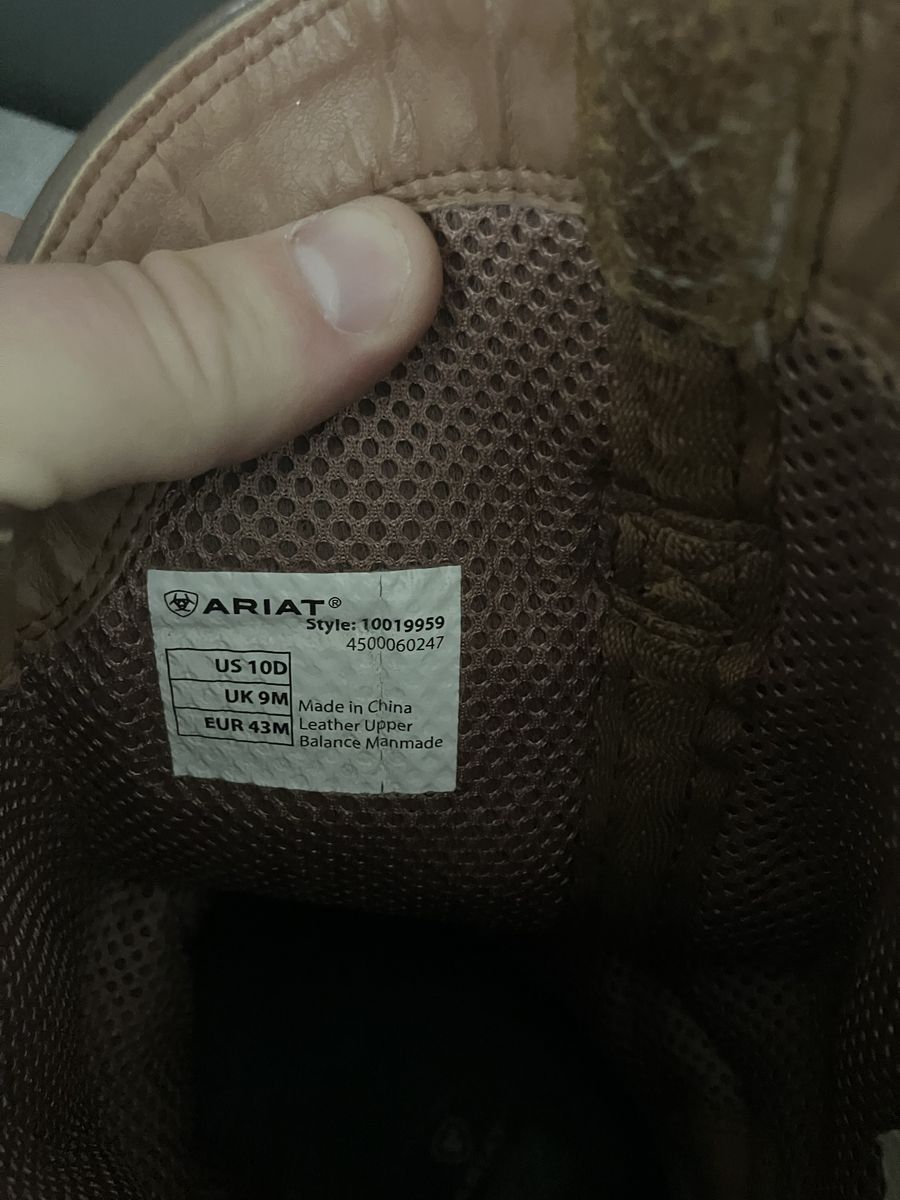 ARIAT®
Style: 10019959
4500060247
US 10D
UK 9M
EUR 43M
Made in China
Leather Upper
Balance Manmade